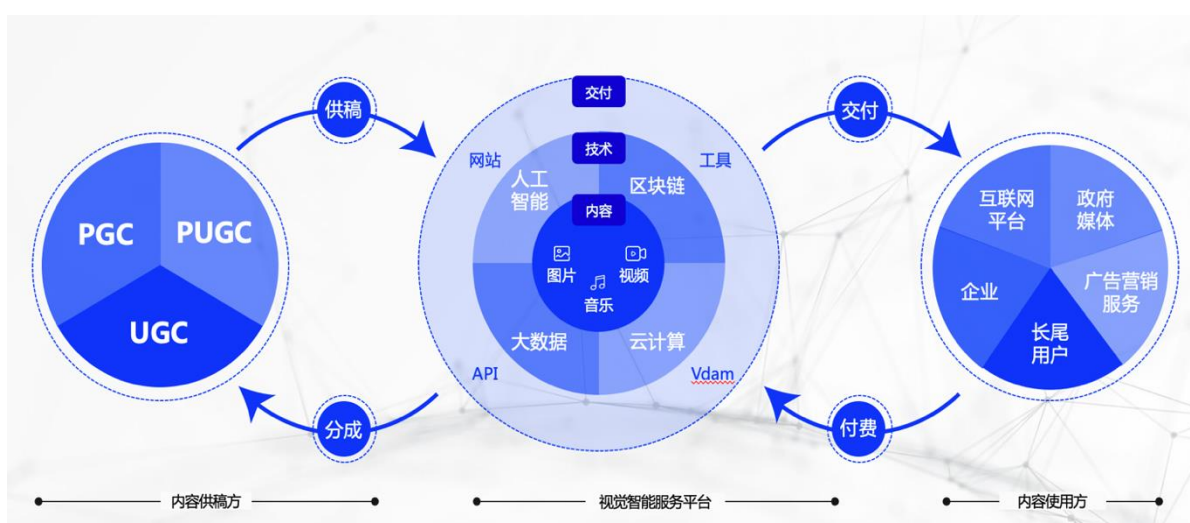 供稿
PGC
PUGC
UGC
分成
交付
技术
内容
网站
工具
人工
智能
区块链
图片
视频
音乐
大数据
云计算
API
Vdam
交付
互联网
平台
政府
媒体
企业
广告营销
服务
长尾
用户
付费
内容供稿方
视觉智能服务平台
内容使用方